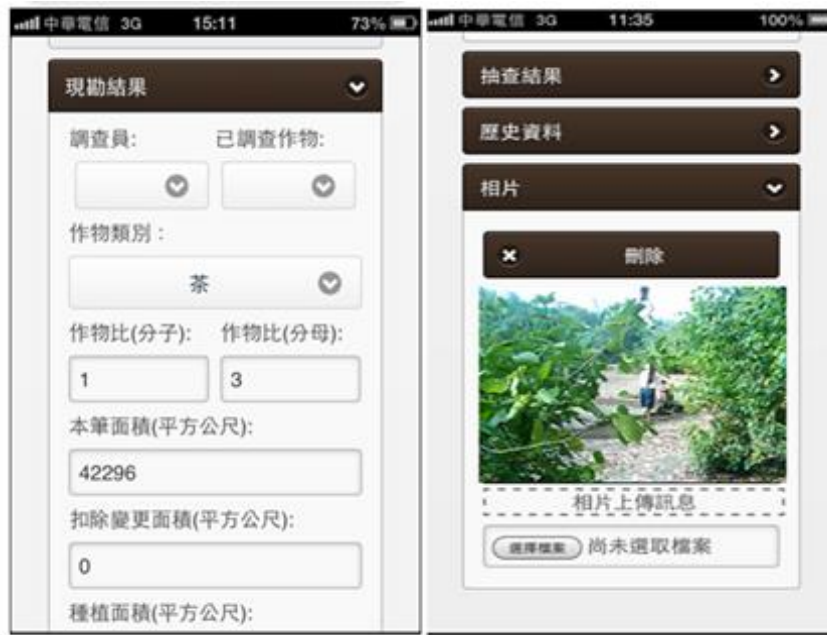 中華電信 3G 15:11 73%
現勘結果
調查員: 已調查作物:
作物類別:
茶
作物比(分子): 作物比(分母):
1 3
本筆面積(平方公尺):
42296
扣除變更面積(平方公尺):
0
種植面積(平方公尺):
中華電信 3G 11:35 100%
抽查結果
歷史資料
相片
刪除
相片上傳訊息
選擇檔案 尚未選取檔案